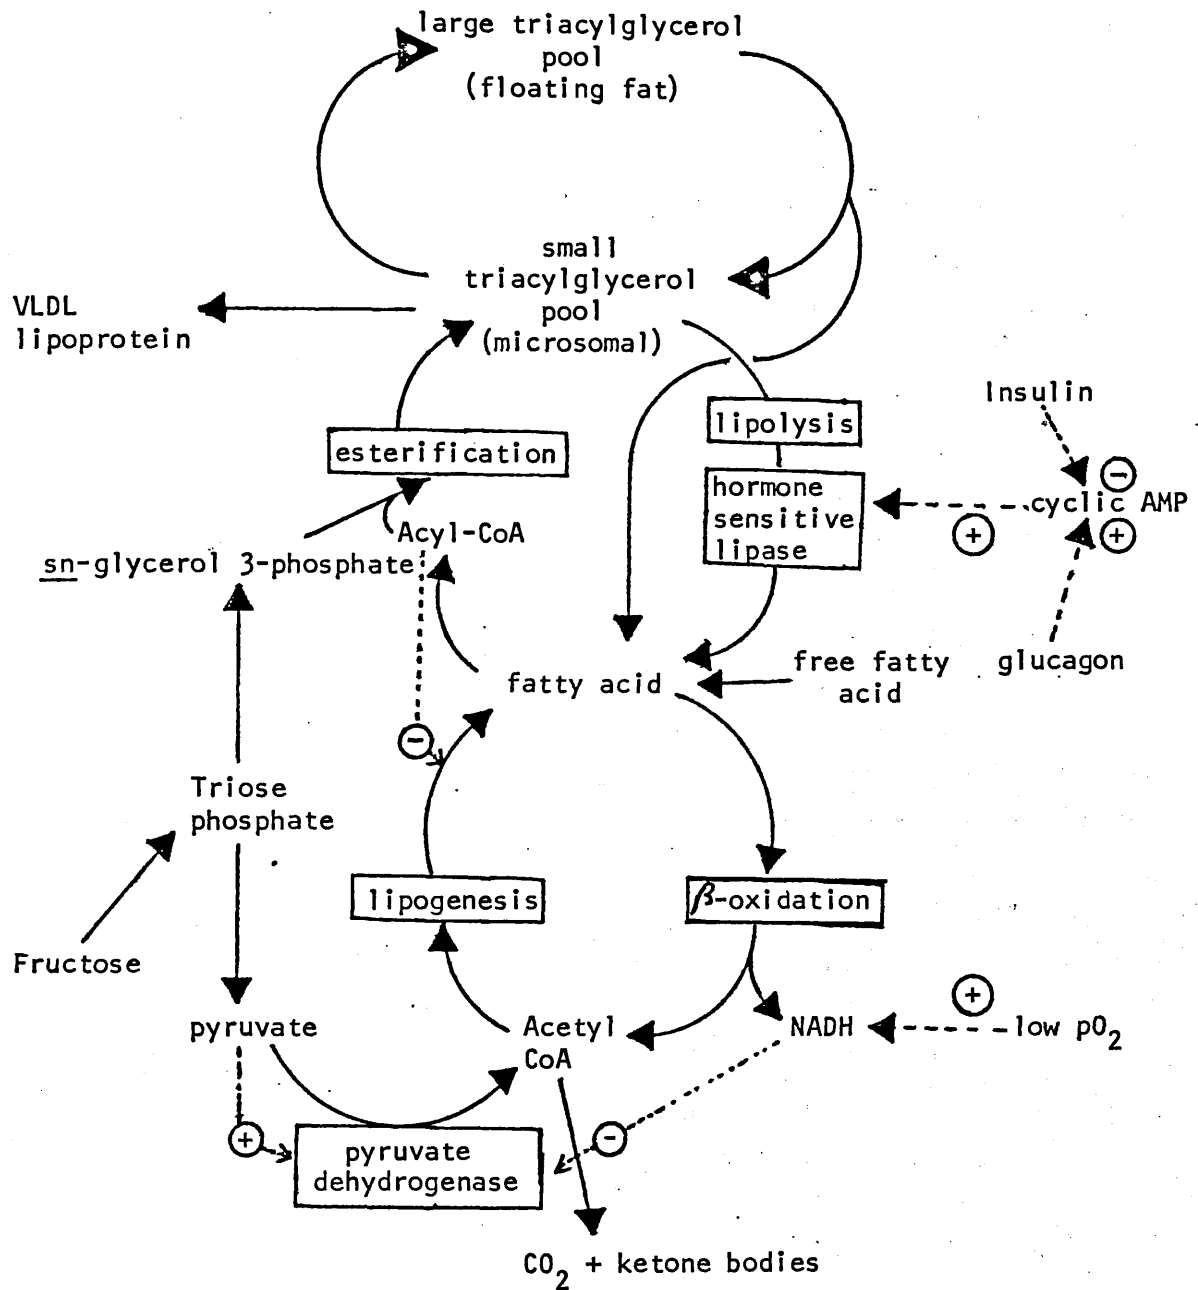 large triacylglycerol
pool
(floating fat)
small
triacylglycerol
pool
(microsomal)
VLDL
lipoprotein
Insulin
lipolysis
esterification
hormone
sensitive
lipase
-
cyclic AMP
+
+
Acyl-CoA
sn-glycerol 3-phosphate
free fatty
acid
glucagon
fatty acid
-
Triose
phosphate
lipogenesis
β-oxidation
Fructose
+
pyruvate
Acetyl
CoA
NADH
low pO₂
+
-
pyruvate
dehydrogenase
CO₂ + ketone bodies